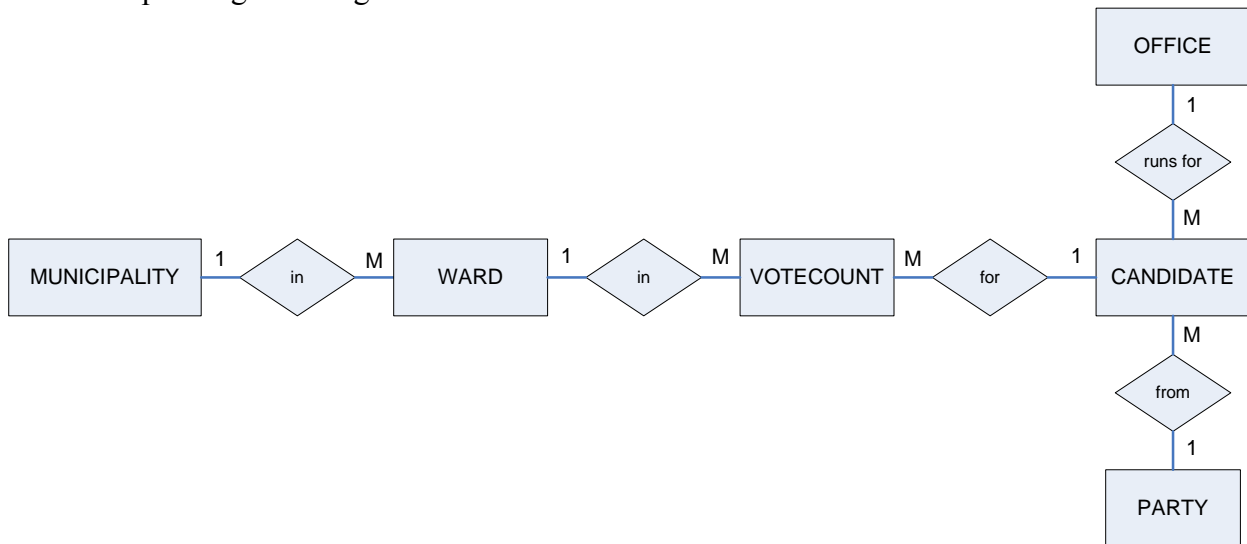 OFFICE
1
runs for
M
MUNICIPALITY 1 in M WARD 1 in M VOTECOUNT M for 1 CANDIDATE
M
from
1
PARTY